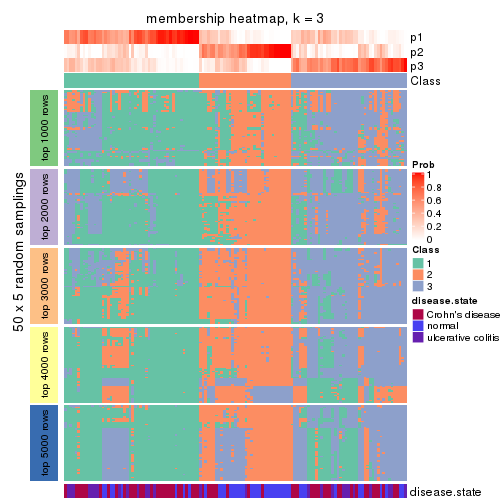 membership heatmap, k = 3
p1
p2
p3
Class
50 x 5 random samplings
top 1000 rows
top 2000 rows
top 3000 rows
top 4000 rows
top 5000 rows
Prob
1
0.8
0.6
0.4
0.2
0
Class
1
2
3
disease.state
Crohn's disease
normal
ulcerative colitis
disease.state